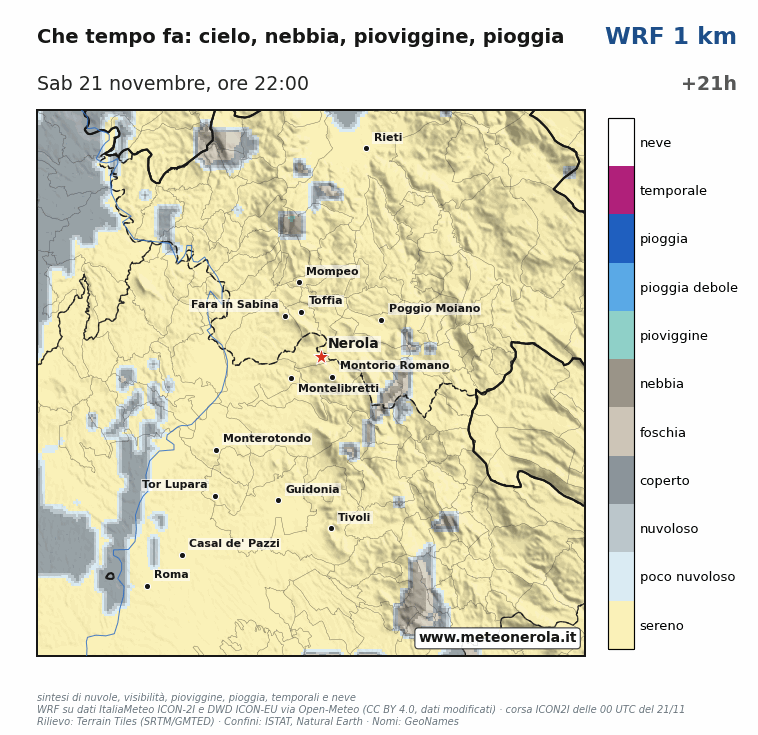 Che tempo fa: cielo, nebbia, pioviggine, pioggia
WRF 1 km
Sab 21 novembre, ore 22:00
+21h
Rieti
Mompeo
Fara in Sabina
Toffia
Poggio Moiano
Nerola
Montorio Romano
Montelibretti
Monterotondo
Tor Lupara
Guidonia
Tivoli
Casal de' Pazzi
Roma
www.meteonerola.it
neve
temporale
pioggia
pioggia debole
pioviggine
nebbia
foschia
coperto
nuvoloso
poco nuvoloso
sereno
sintesi di nuvole, visibilità, pioviggine, pioggia, temporali e neve
WRF su dati ItaliaMeteo ICON-2I e DWD ICON-EU via Open-Meteo (CC BY 4.0, dati modificati) · corsa ICON2I delle 00 UTC del 21/11
Rilievo: Terrain Tiles (SRTM/GMTED) · Confini: ISTAT, Natural Earth · Nomi: GeoNames